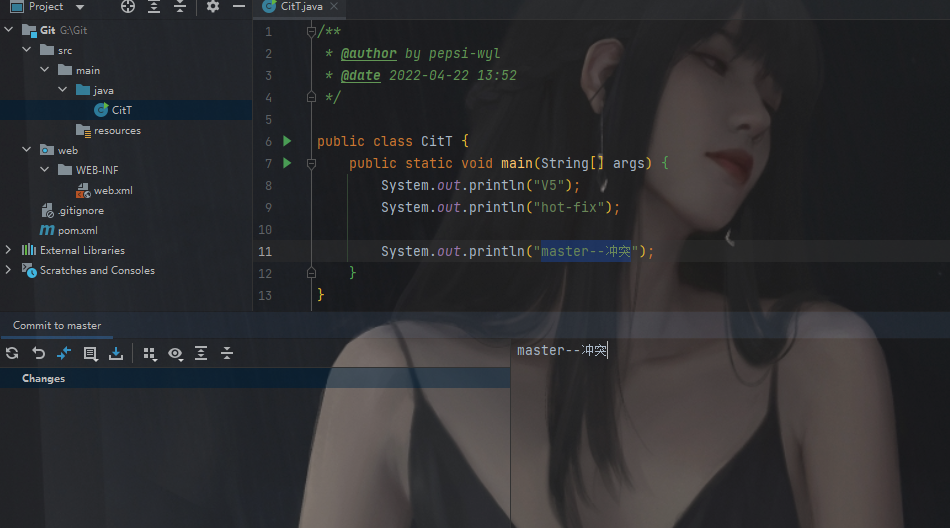 Project
CitT.java
Git G:\Git
src
main
java
CitT
resources
web
WEB-INF
web.xml
.gitignore
pom.xml
External Libraries
Scratches and Consoles
1 /**
2 * @author by pepsi-wyl
3 * @date 2022-04-22 13:52
4 */
5
6 public class CitT {
7 public static void main(String[] args) {
8 System.out.println("V5");
9 System.out.println("hot-fix");
10
11 System.out.println("master--冲突");
12 }
13 }
Commit to master
Changes
master--冲突